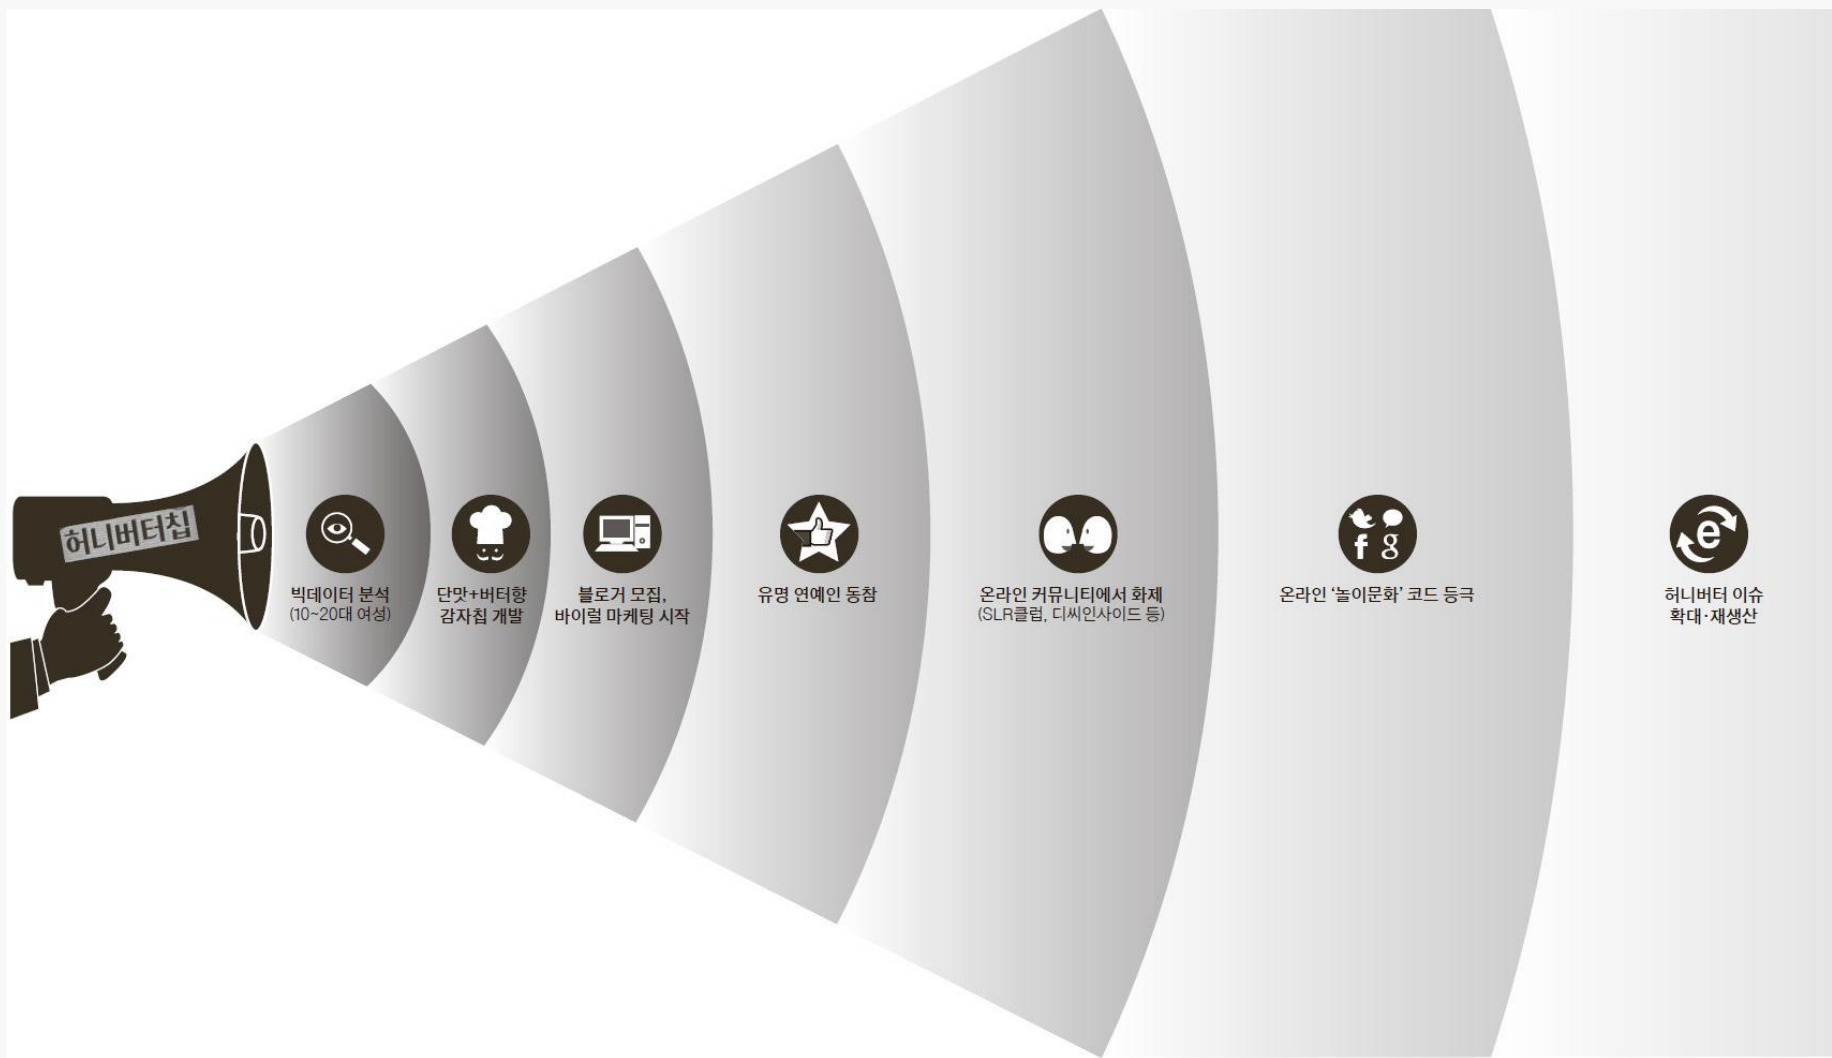 허니버터칩
빅데이터 분석
(10~20대 여성)
단맛+버터향
감자칩 개발
블로거 모집,
바이럴 마케팅 시작
유명 연예인 동참
온라인 커뮤니티에서 화제
(SLR클럽, 디씨인사이드 등)
f g
온라인 ‘놀이문화’ 코드 등극
e
허니버터 이슈
확대·재생산